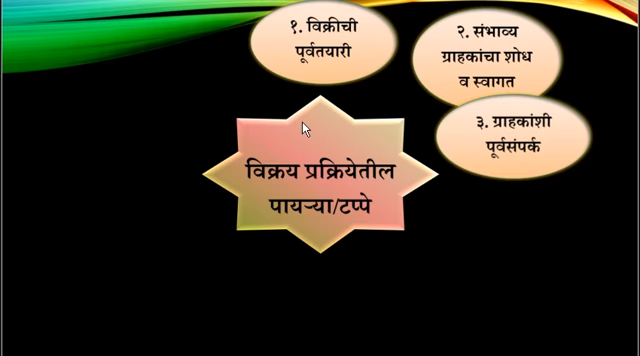 १. विक्रीची
पूर्वतयारी
२. संभाव्य
ग्राहकांचा शोध
व स्वागत
३. ग्राहकांशी
पूर्वसंपर्क
विक्रय प्रक्रियेतील
पायऱ्या/टप्पे